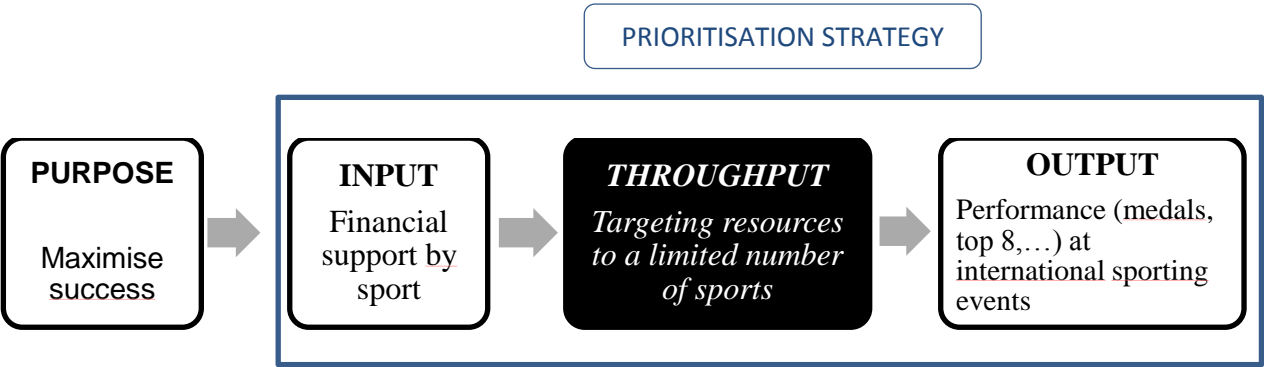 PRIORITISATION STRATEGY
PURPOSE
Maximise
success
INPUT
Financial
support by
sport
THROUGHPUT
Targeting resources
to a limited number
of sports
OUTPUT
Performance (medals,
top 8,…) at
international sporting
events